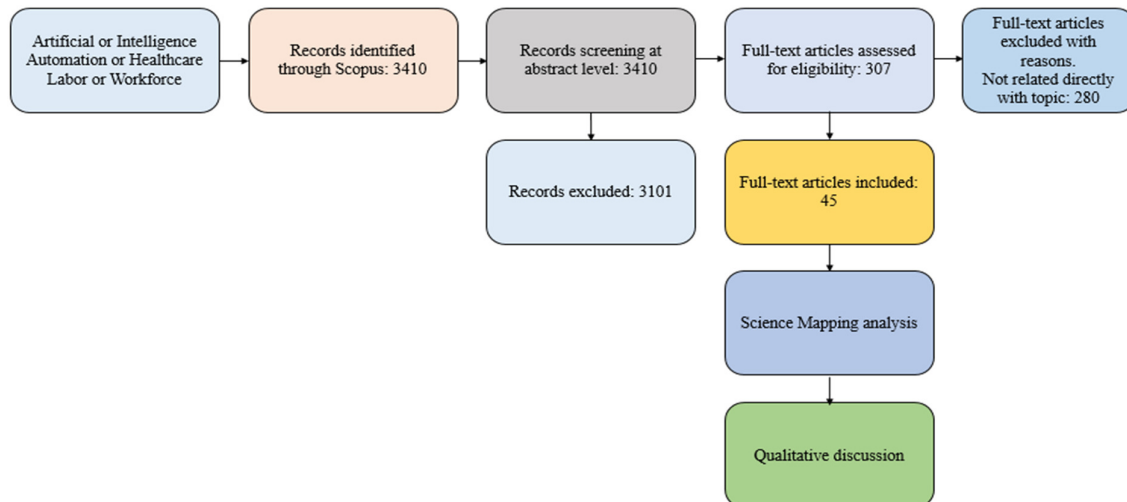 Artificial or Intelligence
Automation or Healthcare
Labor or Workforce
Records identified
through Scopus: 3410
Records screening at
abstract level: 3410
Full-text articles assessed
for eligibility: 307
Full-text articles
excluded with
reasons.
Not related directly
with topic: 280
Records excluded: 3101
Full-text articles included:
45
Science Mapping analysis
Qualitative discussion